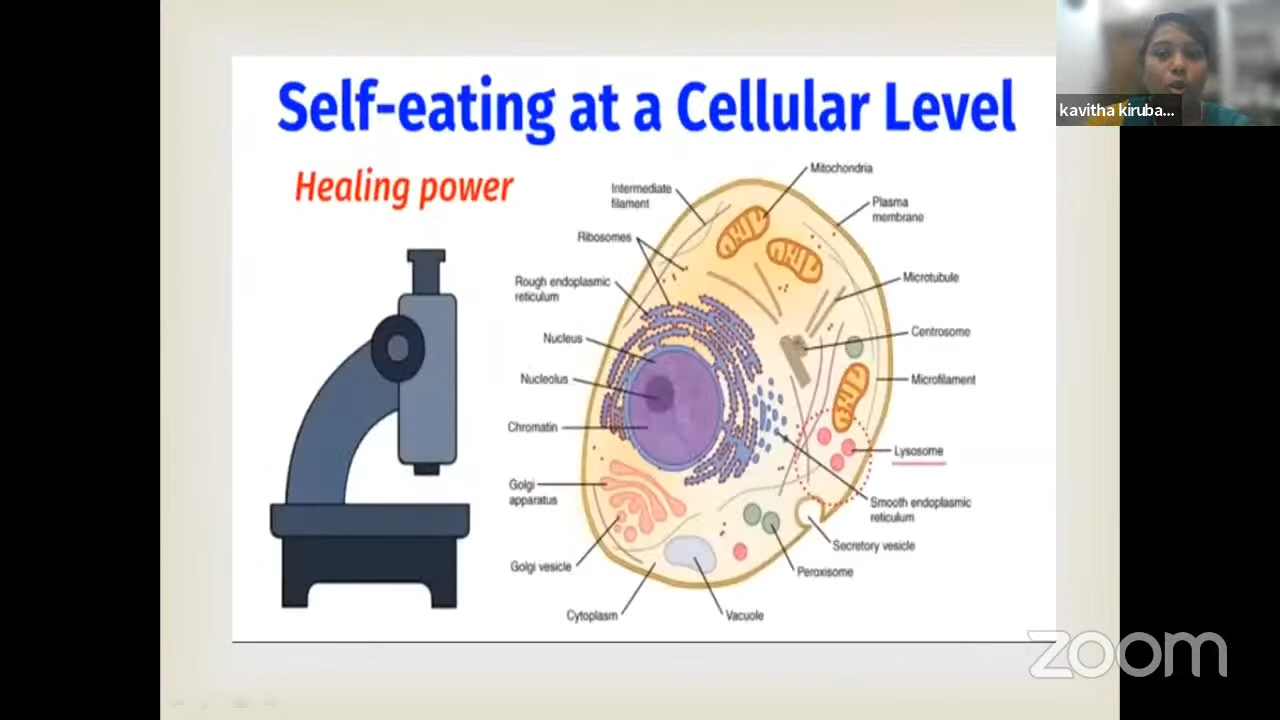 Self-eating at a Cellular Level
kavitha kiruba...
Healing power
Mitochondria
Intermediate
filament
Plasma
membrane
Ribosomes
Rough endoplasmic
reticulum
Microtubule
Nucleus
Centrosome
Nucleolus
Microfilament
Chromatin
Lysosome
Golgi
apparatus
Smooth endoplasmic
reticulum
Secretory vesicle
Golgi vesicle
Peroxisome
Cytoplasm
Vacuole
zoom